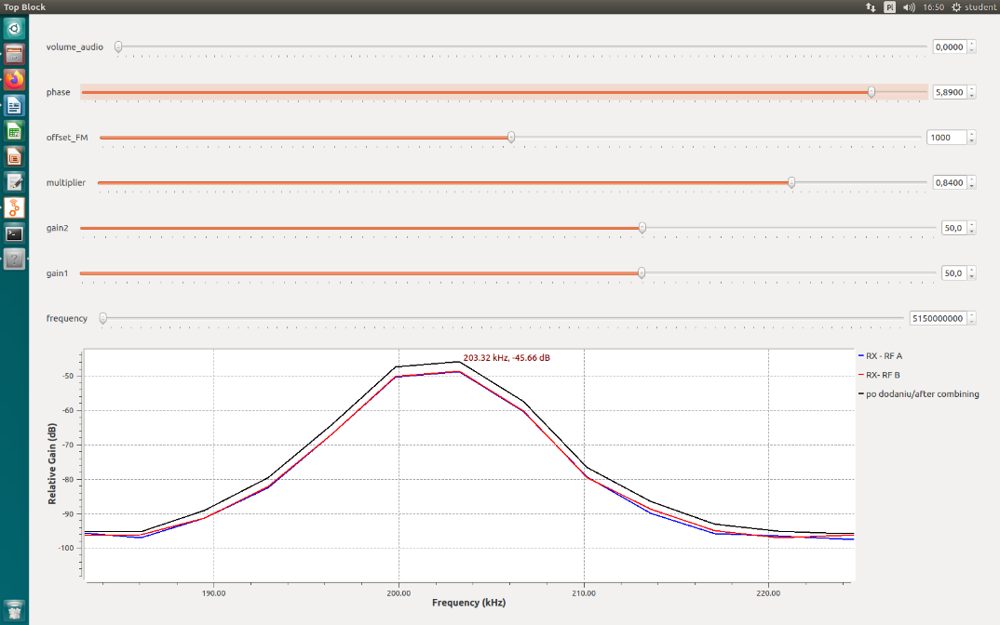 Top Block
Pl 16:50 student
volume_audio 0,0000
phase 5,8900
offset_FM 1000
multiplier 0,8400
gain2 50,0
gain1 50,0
frequency 5150000000
203.32 kHz, -45.66 dB
RX - RF A
RX- RF B
po dodaniu/after combining
-50
-60
-70
-80
-90
-100
Relative Gain (dB)
190.00 200.00 210.00 220.00
Frequency (kHz)